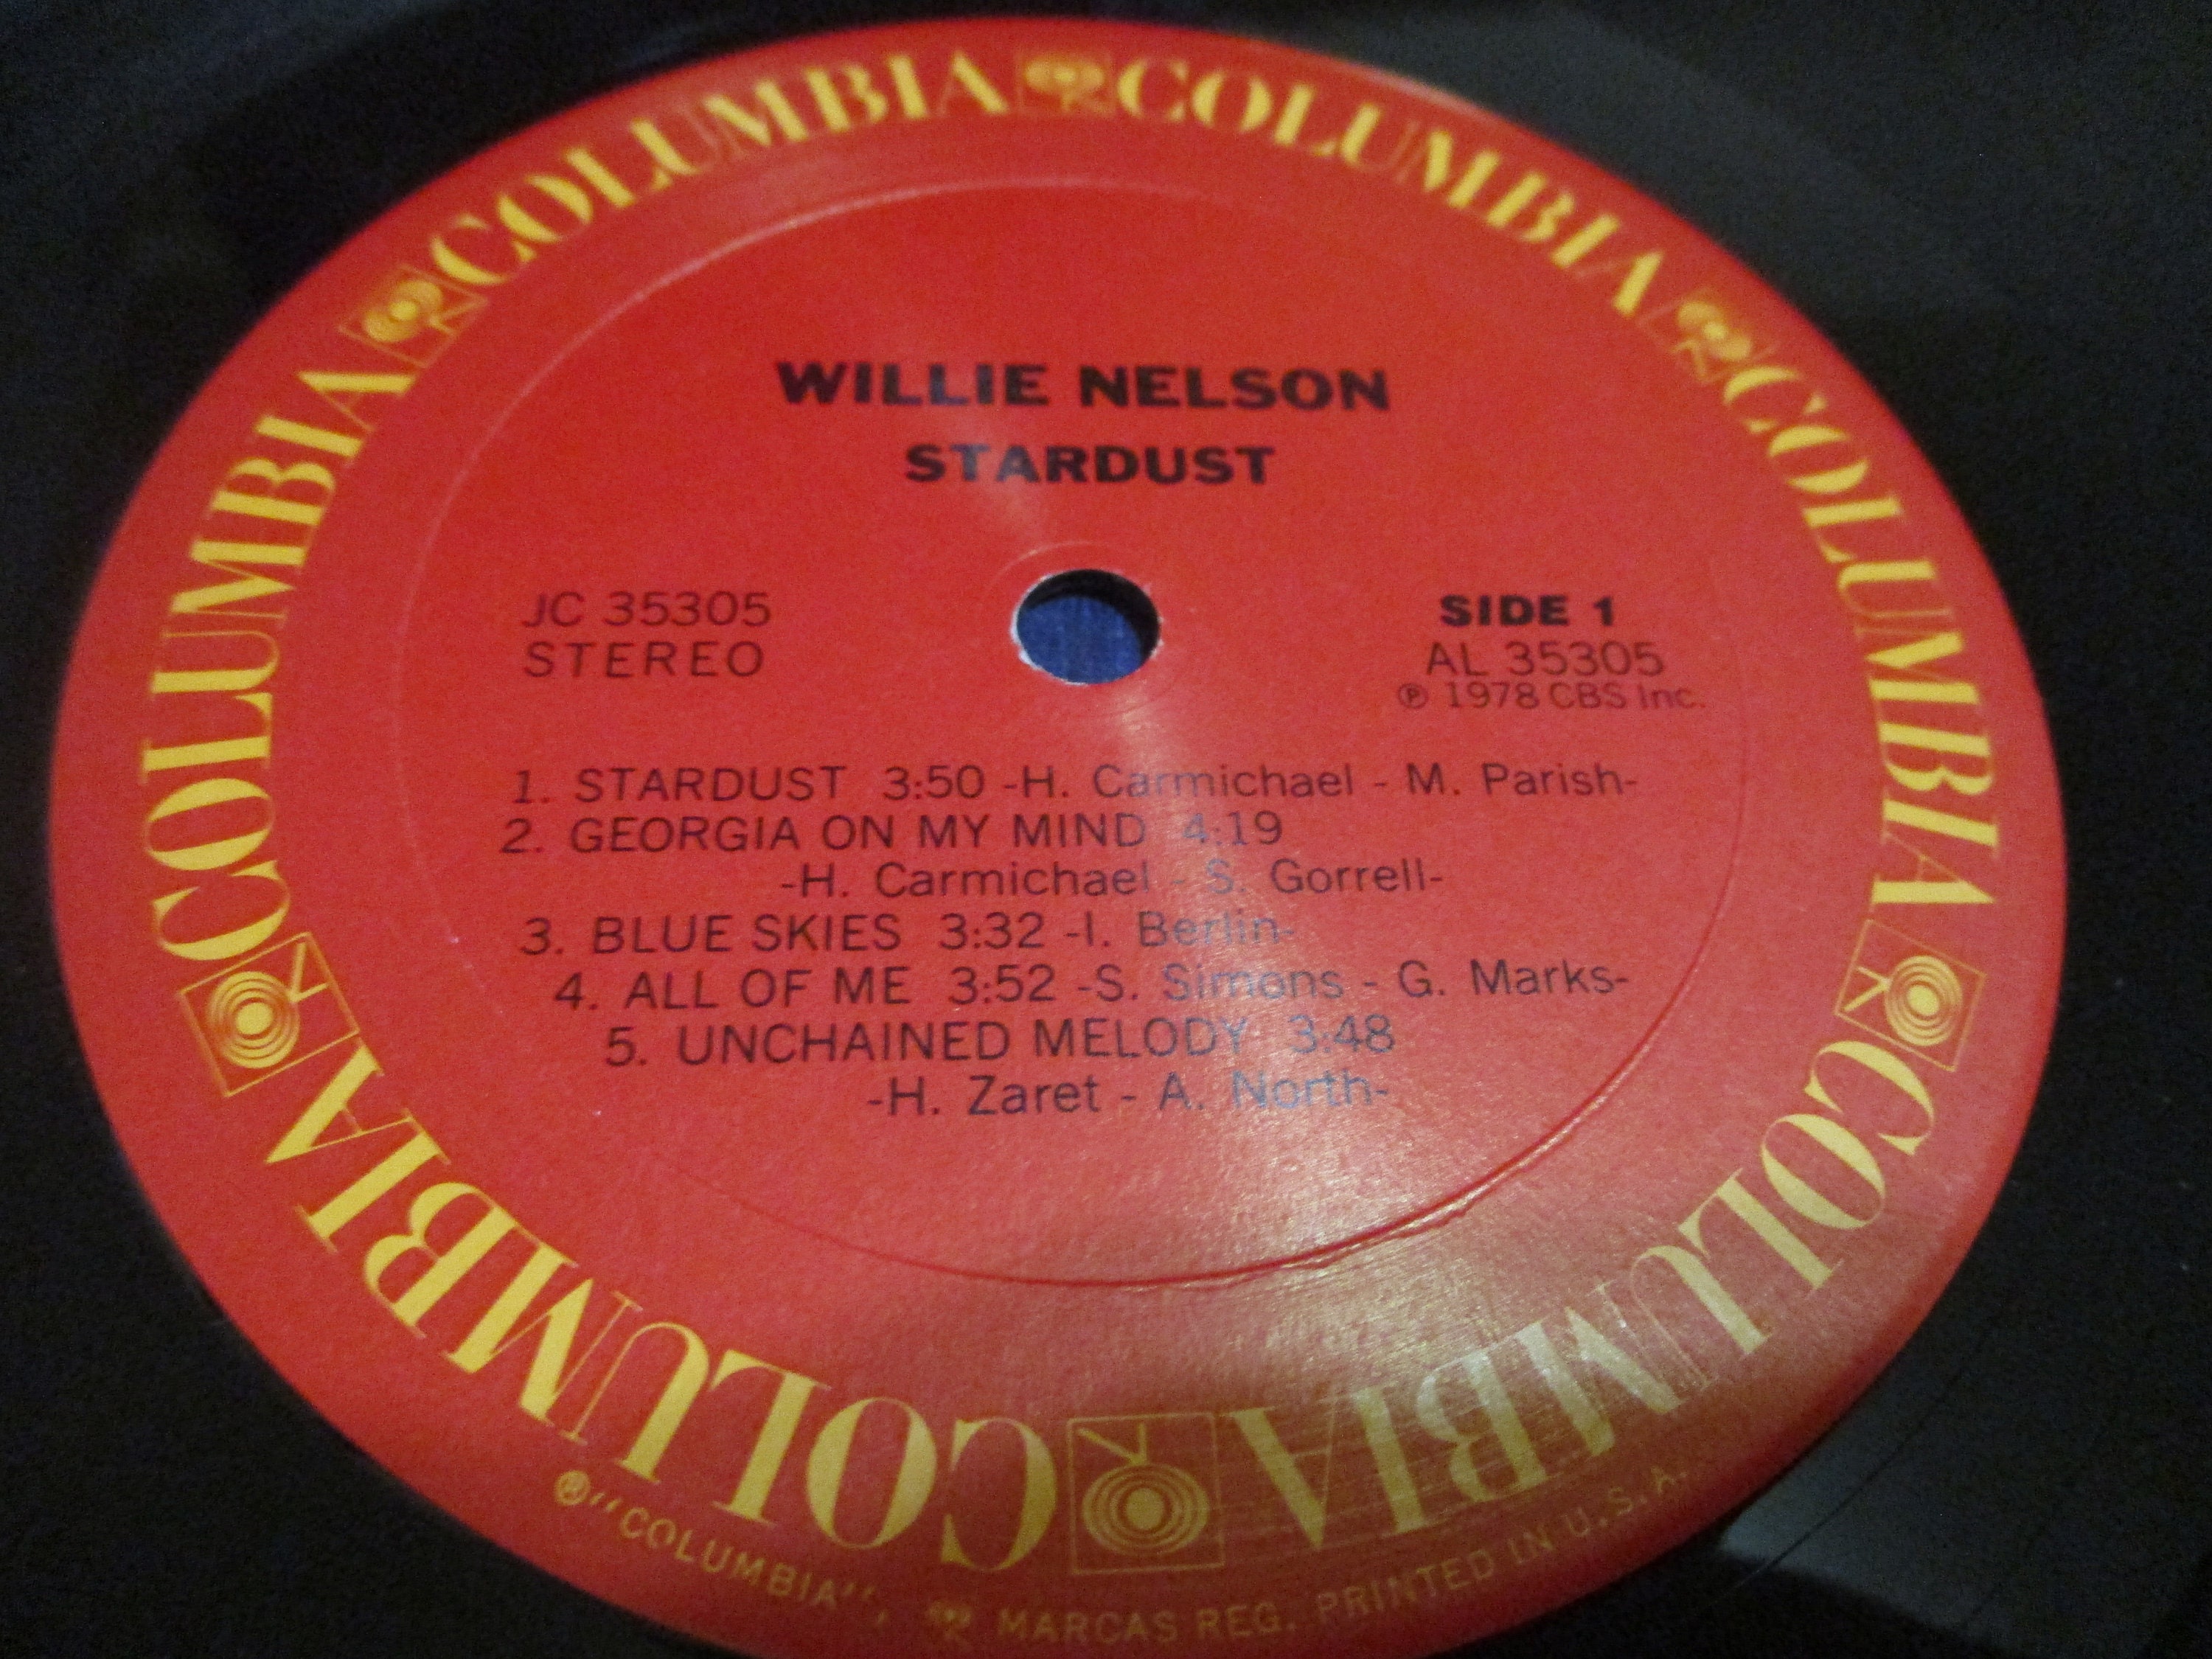 COLUMBIA COLUMBIA COLUMBIA COLUMBIA COLUMBIA COLUMBIA
WILLIE NELSON
STARDUST
JC 35305
STEREO
SIDE 1
AL 35305
℗ 1978 CBS Inc.
1. STARDUST 3:50 -H. Carmichael - M. Parish-
2. GEORGIA ON MY MIND 4:19
-H. Carmichael - S. Gorrell-
3. BLUE SKIES 3:32 -I. Berlin-
4. ALL OF ME 3:52 -S. Simons - G. Marks-
5. UNCHAINED MELODY 3:48
-H. Zaret - A. North-
®"COLUMBIA", MARCAS REG. PRINTED IN U.S.A.